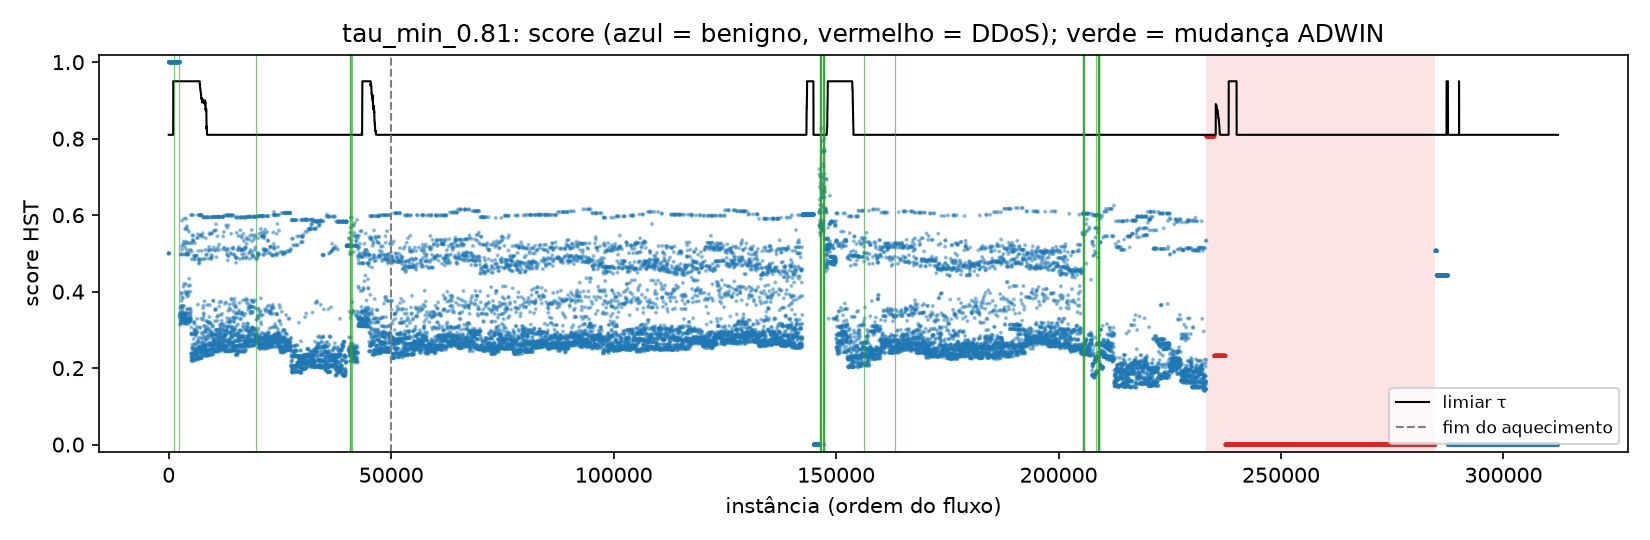 tau_min_0.81: score (azul = benigno, vermelho = DDoS); verde = mudança ADWIN
score HST
1.0
0.8
0.6
0.4
0.2
0.0
limiar τ
fim do aquecimento
0
50000
100000
150000
200000
250000
300000
instância (ordem do fluxo)